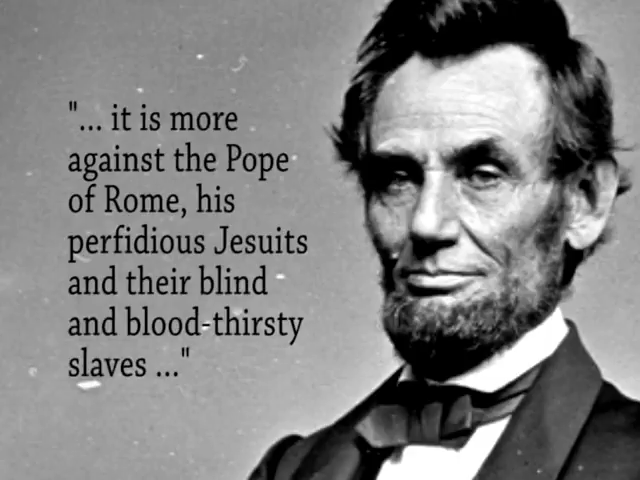 "... it is more
against the Pope
of Rome, his
perfidious Jesuits
and their blind
and blood-thirsty
slaves ..."